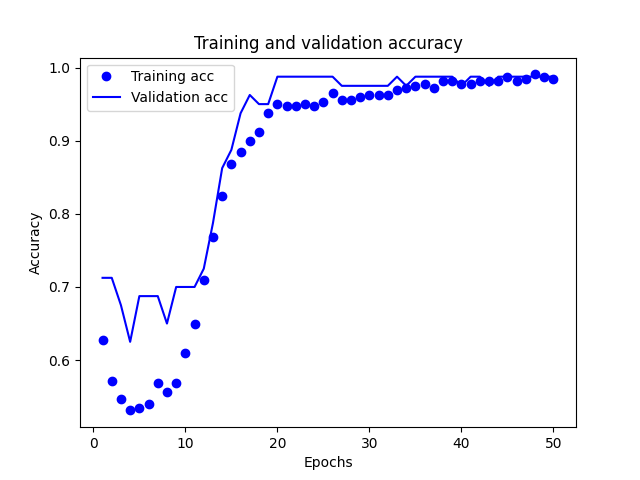 Training and validation accuracy
Training acc
Validation acc
1.0
0.9
0.8
0.7
0.6
Accuracy
0 10 20 30 40 50
Epochs